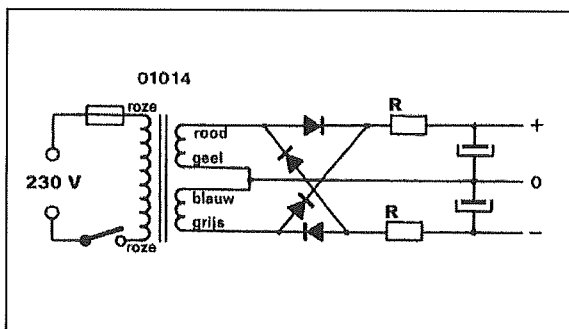 01014
roze
R
rood
+
geel
230 V
0
blauw
R
grijs
−
roze